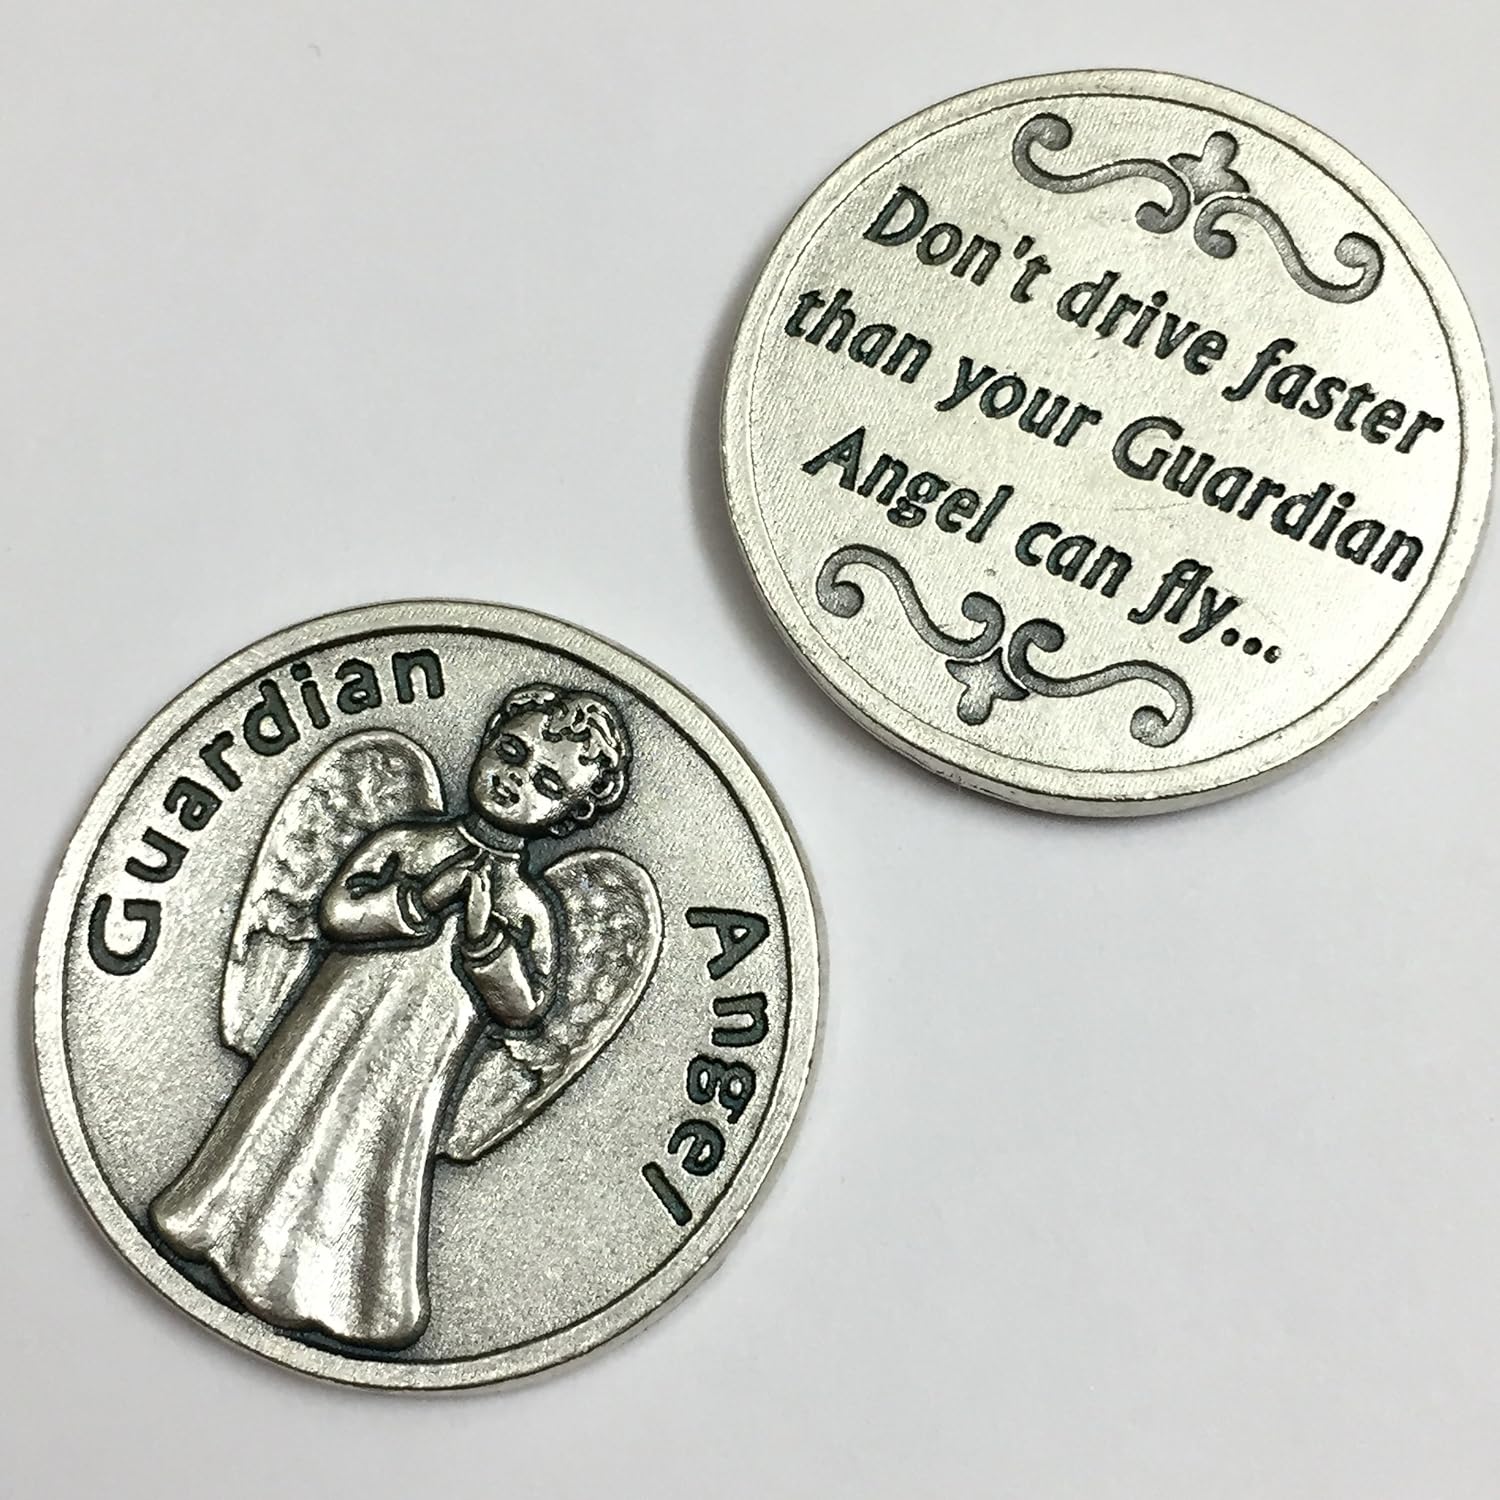 Don't drive faster
than your Guardian
Angel can fly...
Guardian
Angel